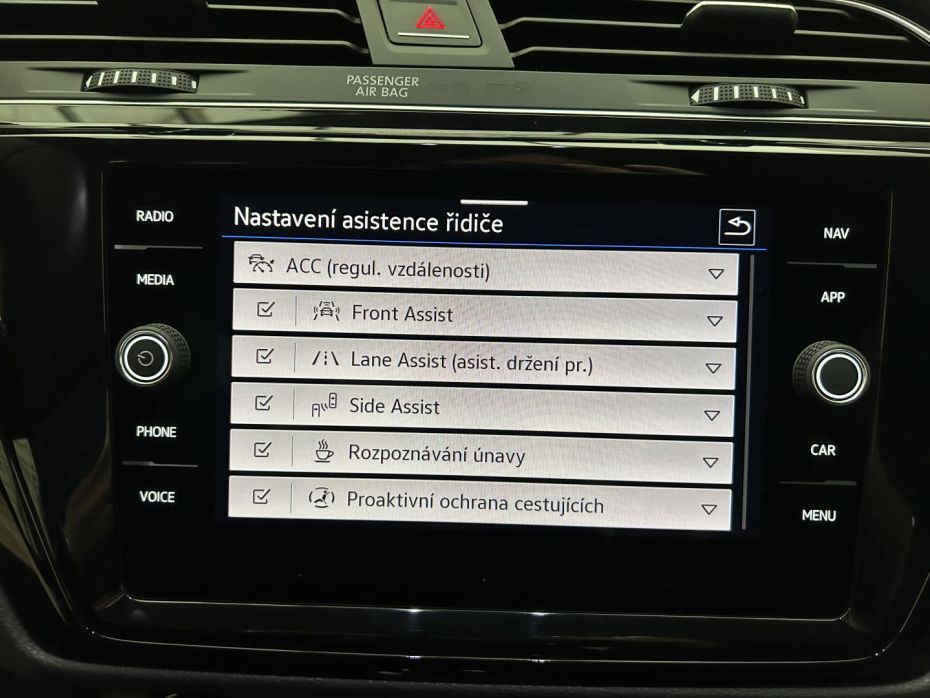 PASSENGER
AIR BAG
RADIO
MEDIA
PHONE
VOICE
Nastavení asistence řidiče
ACC (regul. vzdálenosti)
Front Assist
Lane Assist (asist. držení pr.)
Side Assist
Rozpoznávání únavy
Proaktivní ochrana cestujících
NAV
APP
CAR
MENU